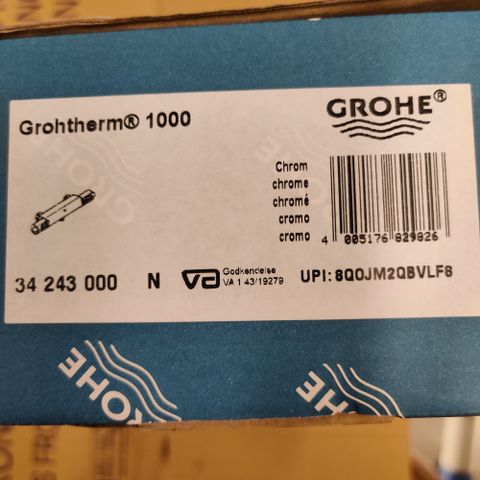 Grohtherm® 1000
GROHE®
Chrom
chrome
chromé
cromo
cromo
4 005176 829826
34 243 000 N
va
Godkendelse
VA 1 43/19279
UPI: 8Q0JM2QBVLF8
GROHE
GROHE